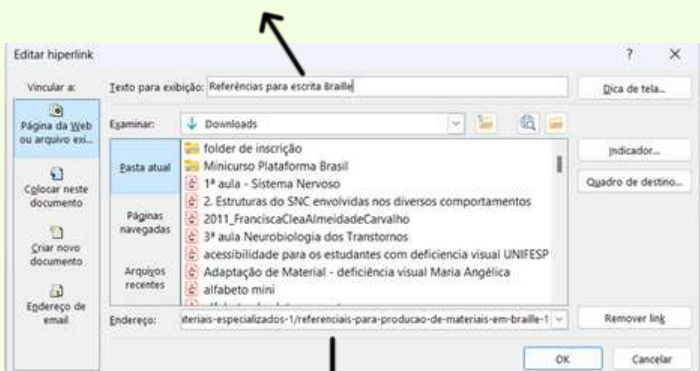 Editar hiperlink
? ×
Vincular a:
Texto para exibição: Referências para escrita Braille
Dica de tela...
Página da Web
ou arquivo exi...
Examinar: Downloads
Indicador...
Quadro de destino...
Colocar neste
documento
Criar novo
documento
Endereço de
email
Pasta atual
Páginas
navegadas
Arquivos
recentes
folder de inscrição
Minicurso Plataforma Brasil
1ª aula - Sistema Nervoso
2. Estruturas do SNC envolvidas nos diversos comportamentos
2011_FranciscaCleaAlmeidadeCarvalho
3ª aula Neurobiologia dos Transtornos
acessibilidade para os estudantes com deficiencia visual UNIFESP
Adaptação de Material - deficiência visual Maria Angélica
alfabeto mini
Endereço: ateriais-especializados-1/referenciais-para-producao-de-materiais-em-braille-1
Remover link
OK
Cancelar